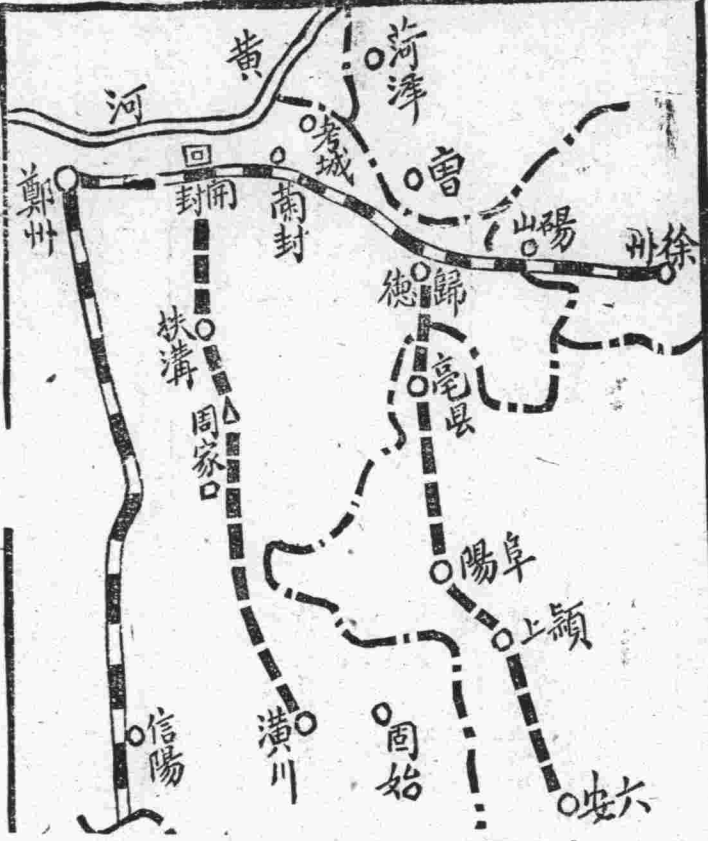 黄
河
菏澤
考城
曹
鄭州
開封
蘭封
碭山
徐州
歸德
扶溝
亳县
周家口
阜陽
潁上
信陽
潢川
固始
六安